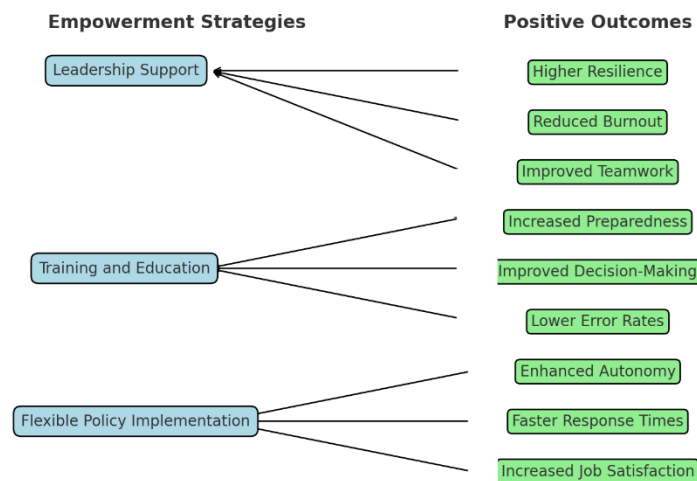 Empowerment Strategies
Positive Outcomes
Leadership Support
Higher Resilience
Reduced Burnout
Improved Teamwork
Increased Preparedness
Training and Education
Improved Decision-Making
Lower Error Rates
Enhanced Autonomy
Flexible Policy Implementation
Faster Response Times
Increased Job Satisfaction